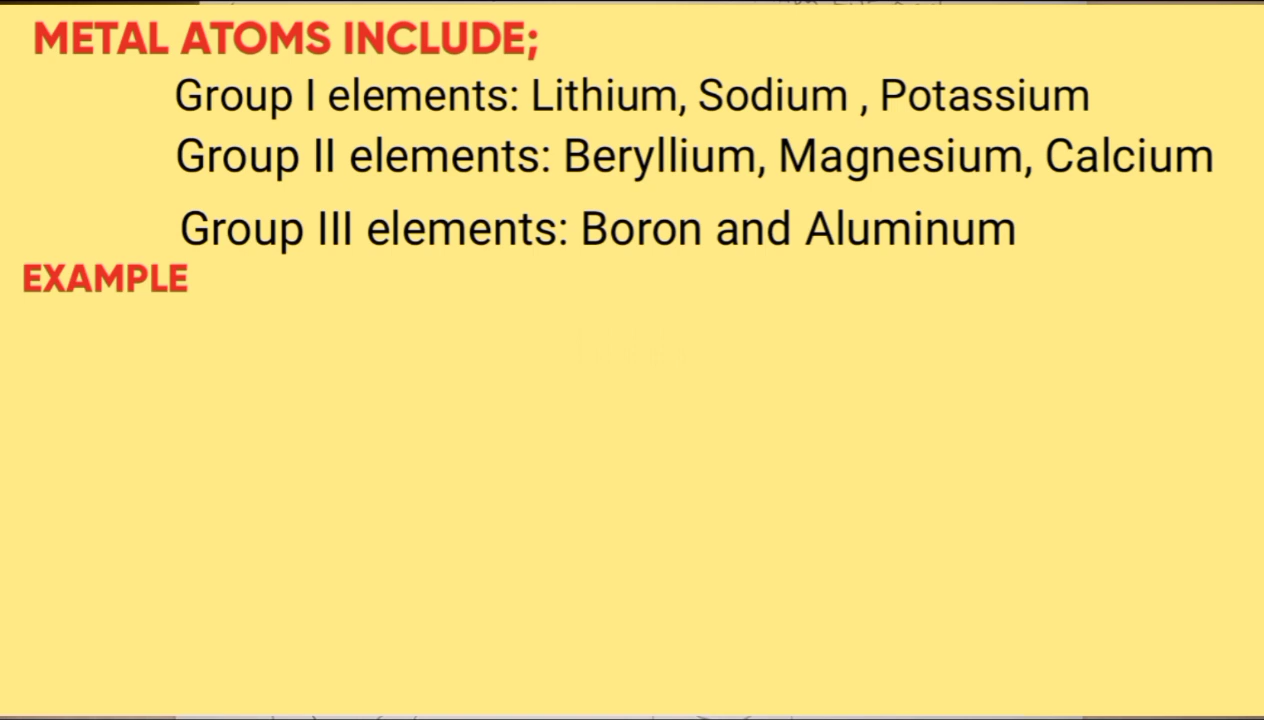 METAL ATOMS INCLUDE;
Group I elements: Lithium, Sodium , Potassium
Group II elements: Beryllium, Magnesium, Calcium
Group III elements: Boron and Aluminum
EXAMPLE